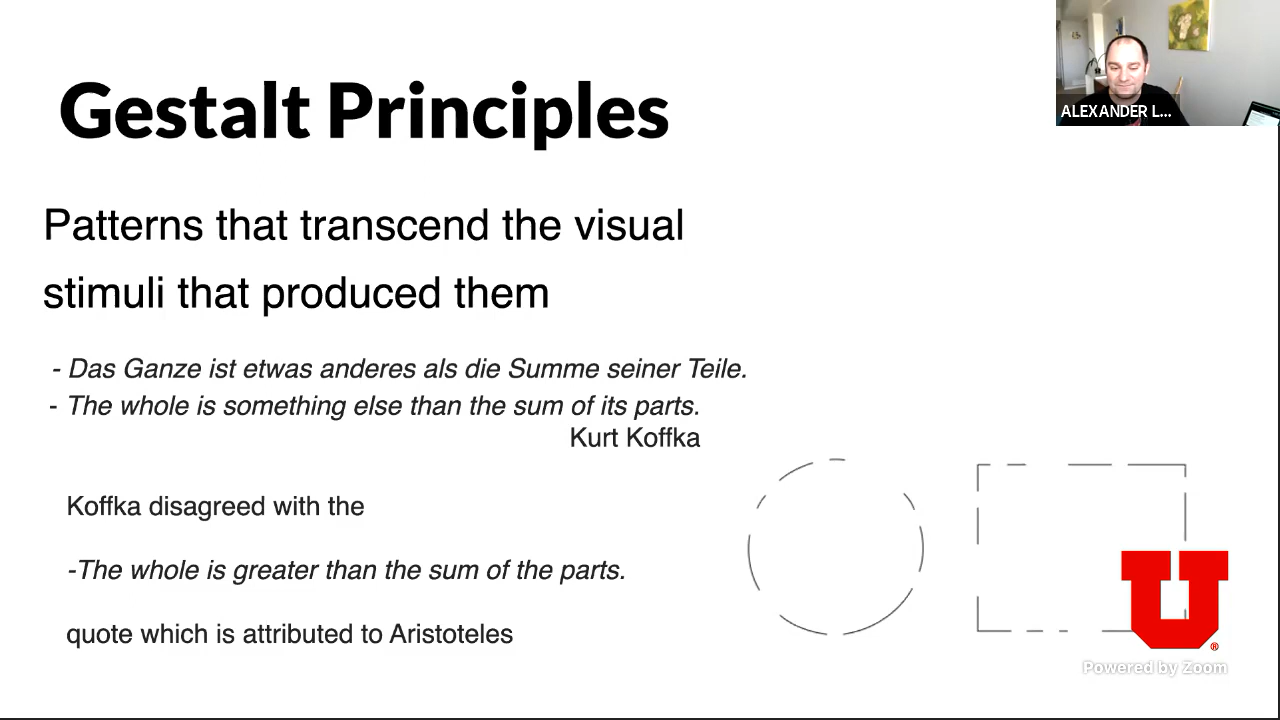 Gestalt Principles
ALEXANDER L...
Patterns that transcend the visual
stimuli that produced them
- Das Ganze ist etwas anderes als die Summe seiner Teile.
- The whole is something else than the sum of its parts.
Kurt Koffka
Koffka disagreed with the
-The whole is greater than the sum of the parts.
quote which is attributed to Aristoteles
U
®
Powered by Zoom